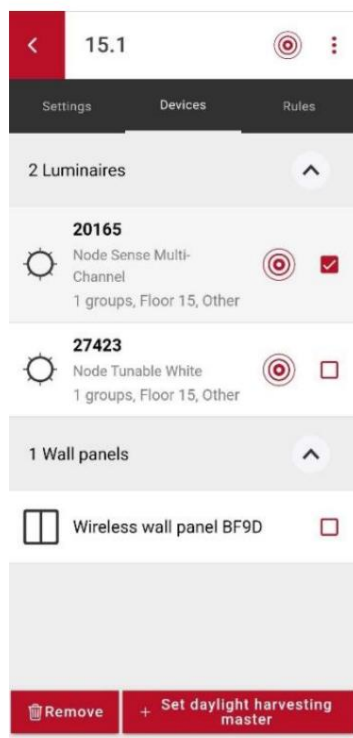 15.1
Settings Devices Rules
2 Luminaires
20165
Node Sense Multi-
Channel
1 groups, Floor 15, Other
27423
Node Tunable White
1 groups, Floor 15, Other
1 Wall panels
Wireless wall panel BF9D
Remove + Set daylight harvesting
master